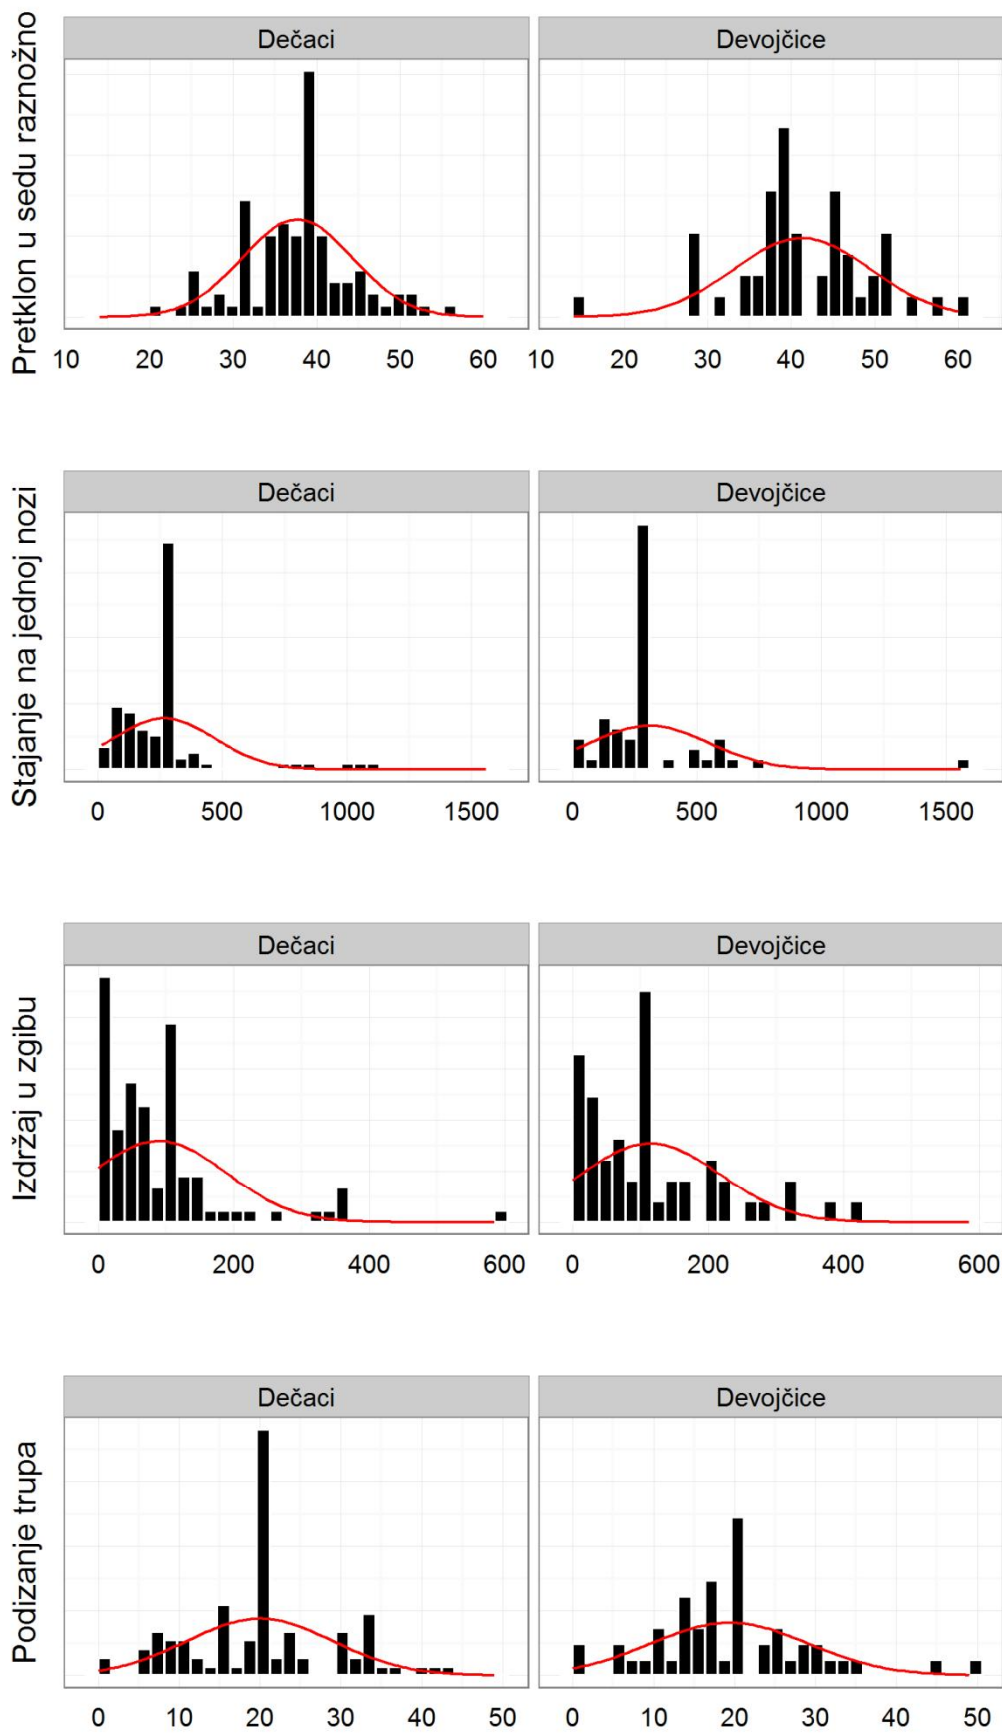 Pretklon u sedu raznožno
Dečaci
Devojčice
10 20 30 40 50 60
10 20 30 40 50 60
Stajanje na jednoj nozi
Dečaci
Devojčice
0 500 1000 1500
0 500 1000 1500
Izdržaj u zgibu
Dečaci
Devojčice
0 200 400 600
0 200 400 600
Podizanje trupa
Dečaci
Devojčice
0 10 20 30 40 50
0 10 20 30 40 50